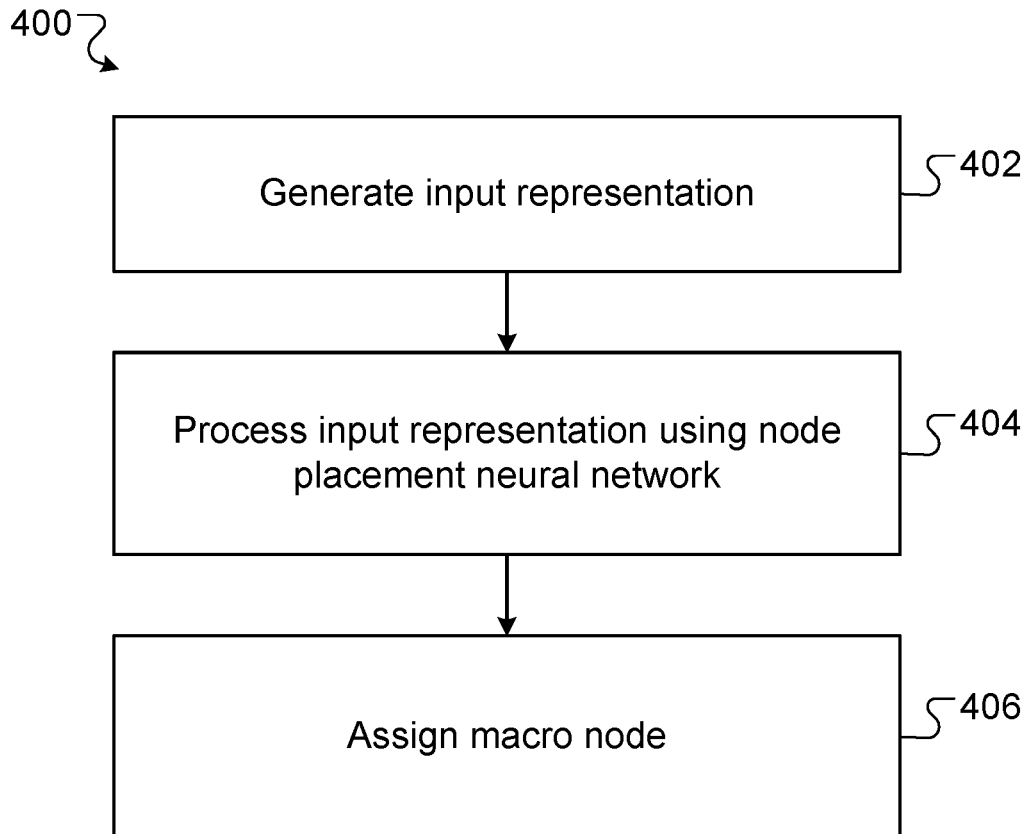 400
Generate input representation
402
Process input representation using node
placement neural network
404
Assign macro node
406